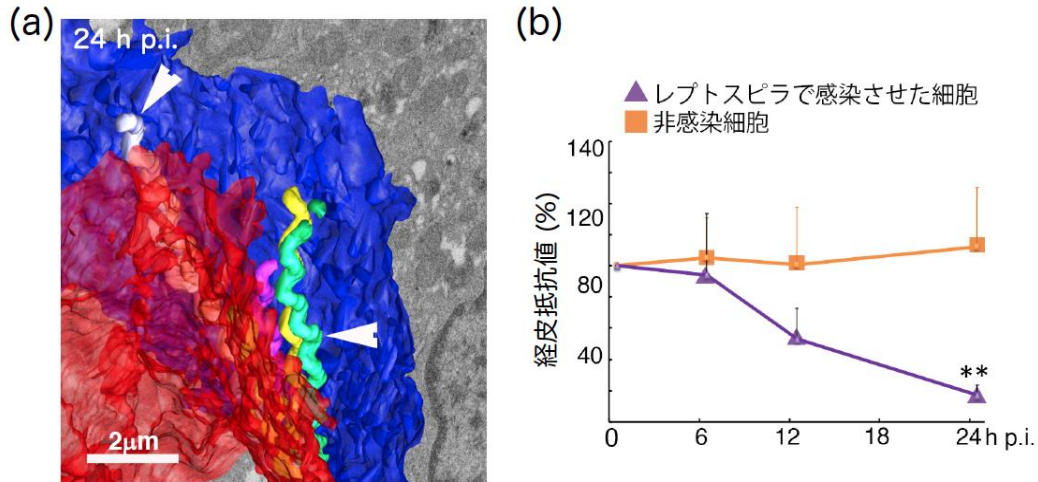 (a)
24 h p.i.
2μm
(b)
レプトスピラで感染させた細胞
非感染細胞
経皮抵抗値 (%)
140
120
80
40
**
0
6
12
18
24h p.i.